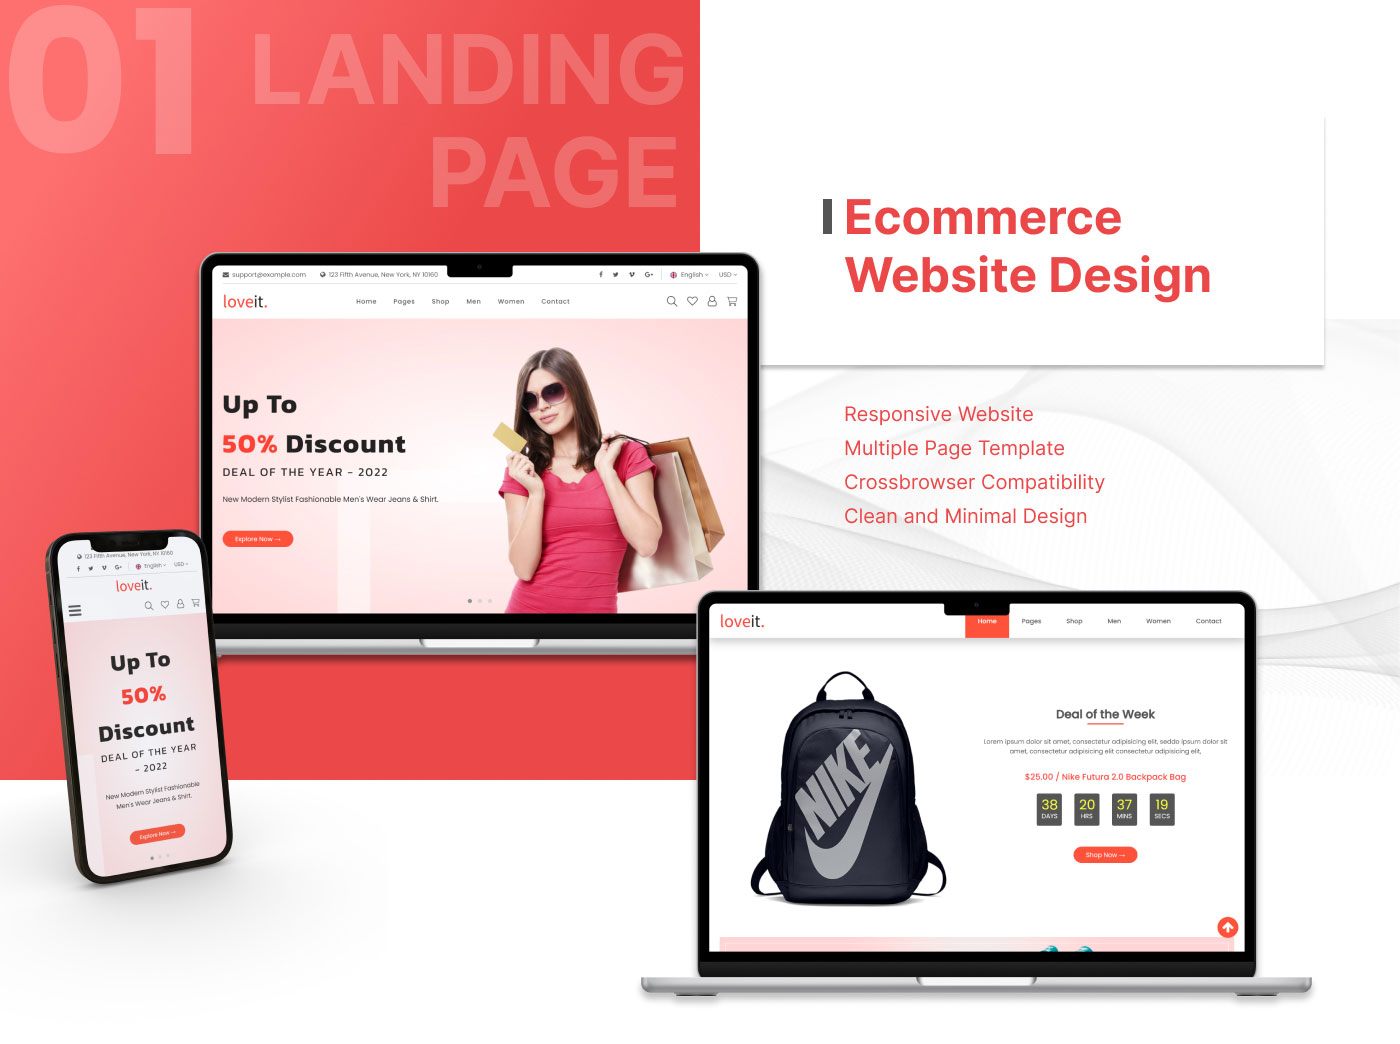 01
LANDING
PAGE
Ecommerce
Website Design
Responsive Website
Multiple Page Template
Crossbrowser Compatibility
Clean and Minimal Design
support@example.com 123 Fifth Avenue, New York, NY 10160 English USD
loveit. Home Pages Shop Men Women Contact
Up To
50% Discount
DEAL OF THE YEAR - 2022
New Modern Stylist Fashionable Men's Wear Jeans & Shirt.
Explore Now →
123 Fifth Avenue, New York, NY 10160
English USD
loveit.
Up To
50%
Discount
DEAL OF THE YEAR
- 2022
New Modern Stylist Fashionable
Men's Wear Jeans & Shirt.
Explore Now →
loveit. Home Pages Shop Men Women Contact
NIKE
Deal of the Week
Lorem ipsum dolor sit amet, consectetur adipisicing elit, seddo ipsum dolor sit
amet, consectetur adipisicing elit consectetur adipisicing elit,
$25.00 / Nike Futura 2.0 Backpack Bag
38 20 37 19
DAYS HRS MINS SECS
Shop Now →